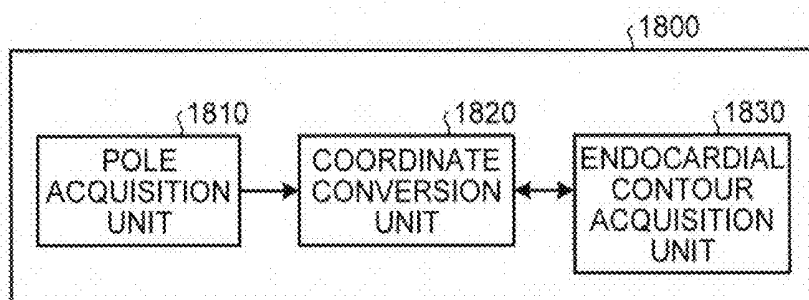 1800
1810
1820
1830
POLE
ACQUISITION
UNIT
COORDINATE
CONVERSION
UNIT
ENDOCARDIAL
CONTOUR
ACQUISITION
UNIT